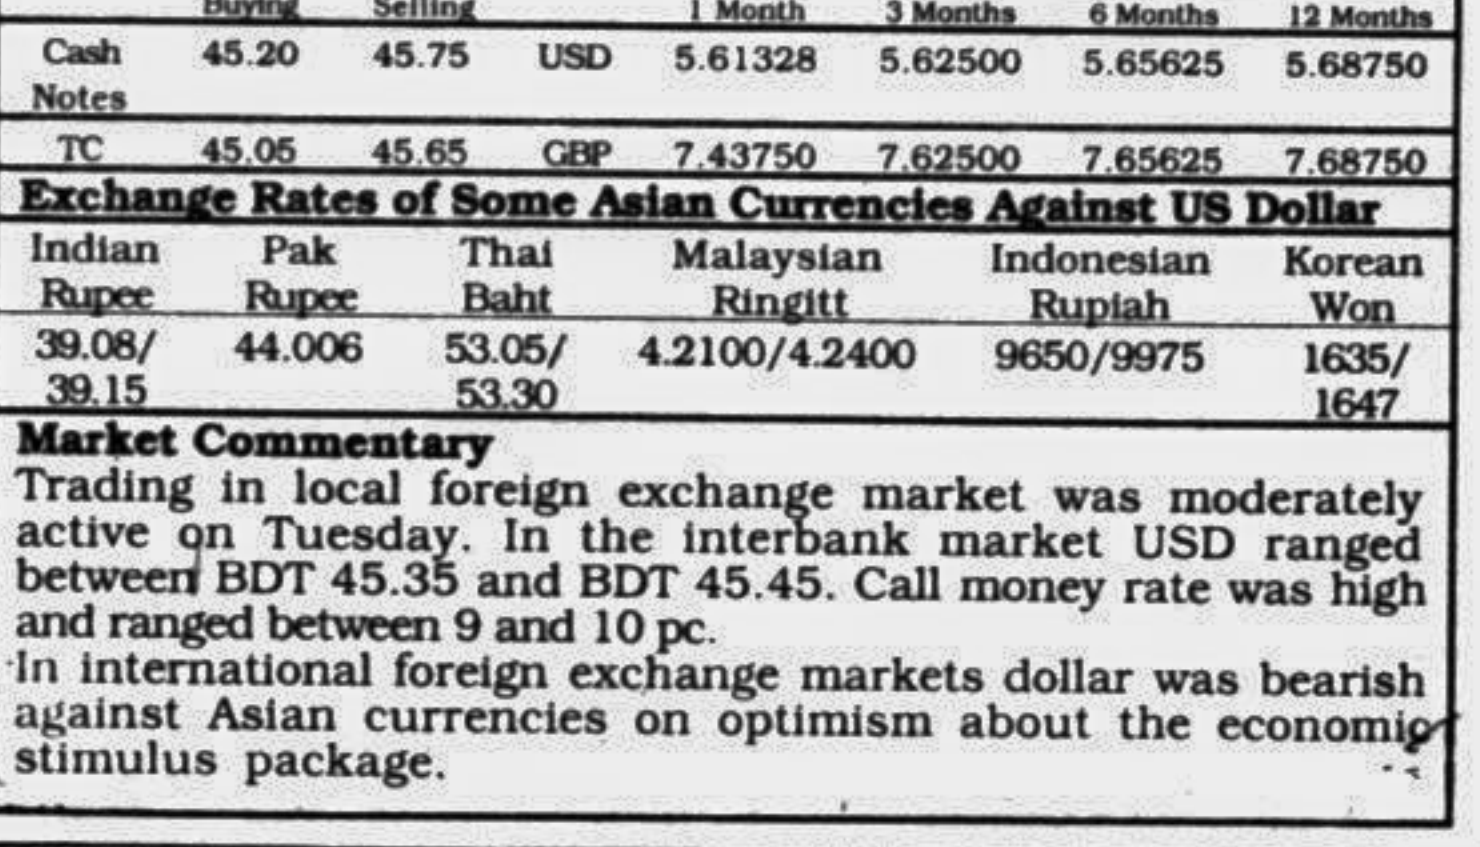 Buying Selling 1 Month 3 Months 6 Months 12 Months
Cash 45.20 45.75 USD 5.61328 5.62500 5.65625 5.68750
Notes
TC 45.05 45.65 GBP 7.43750 7.62500 7.65625 7.68750
Exchange Rates of Some Asian Currencies Against US Dollar
Indian Pak Thai Malaysian Indonesian Korean
Rupee Rupee Baht Ringitt Rupiah Won
39.08/ 44.006 53.05/ 4.2100/4.2400 9650/9975 1635/
39.15 53.30 1647
Market Commentary
Trading in local foreign exchange market was moderately
active on Tuesday. In the interbank market USD ranged
between BDT 45.35 and BDT 45.45. Call money rate was high
and ranged between 9 and 10 pc.
In international foreign exchange markets dollar was bearish
against Asian currencies on optimism about the economic
stimulus package.